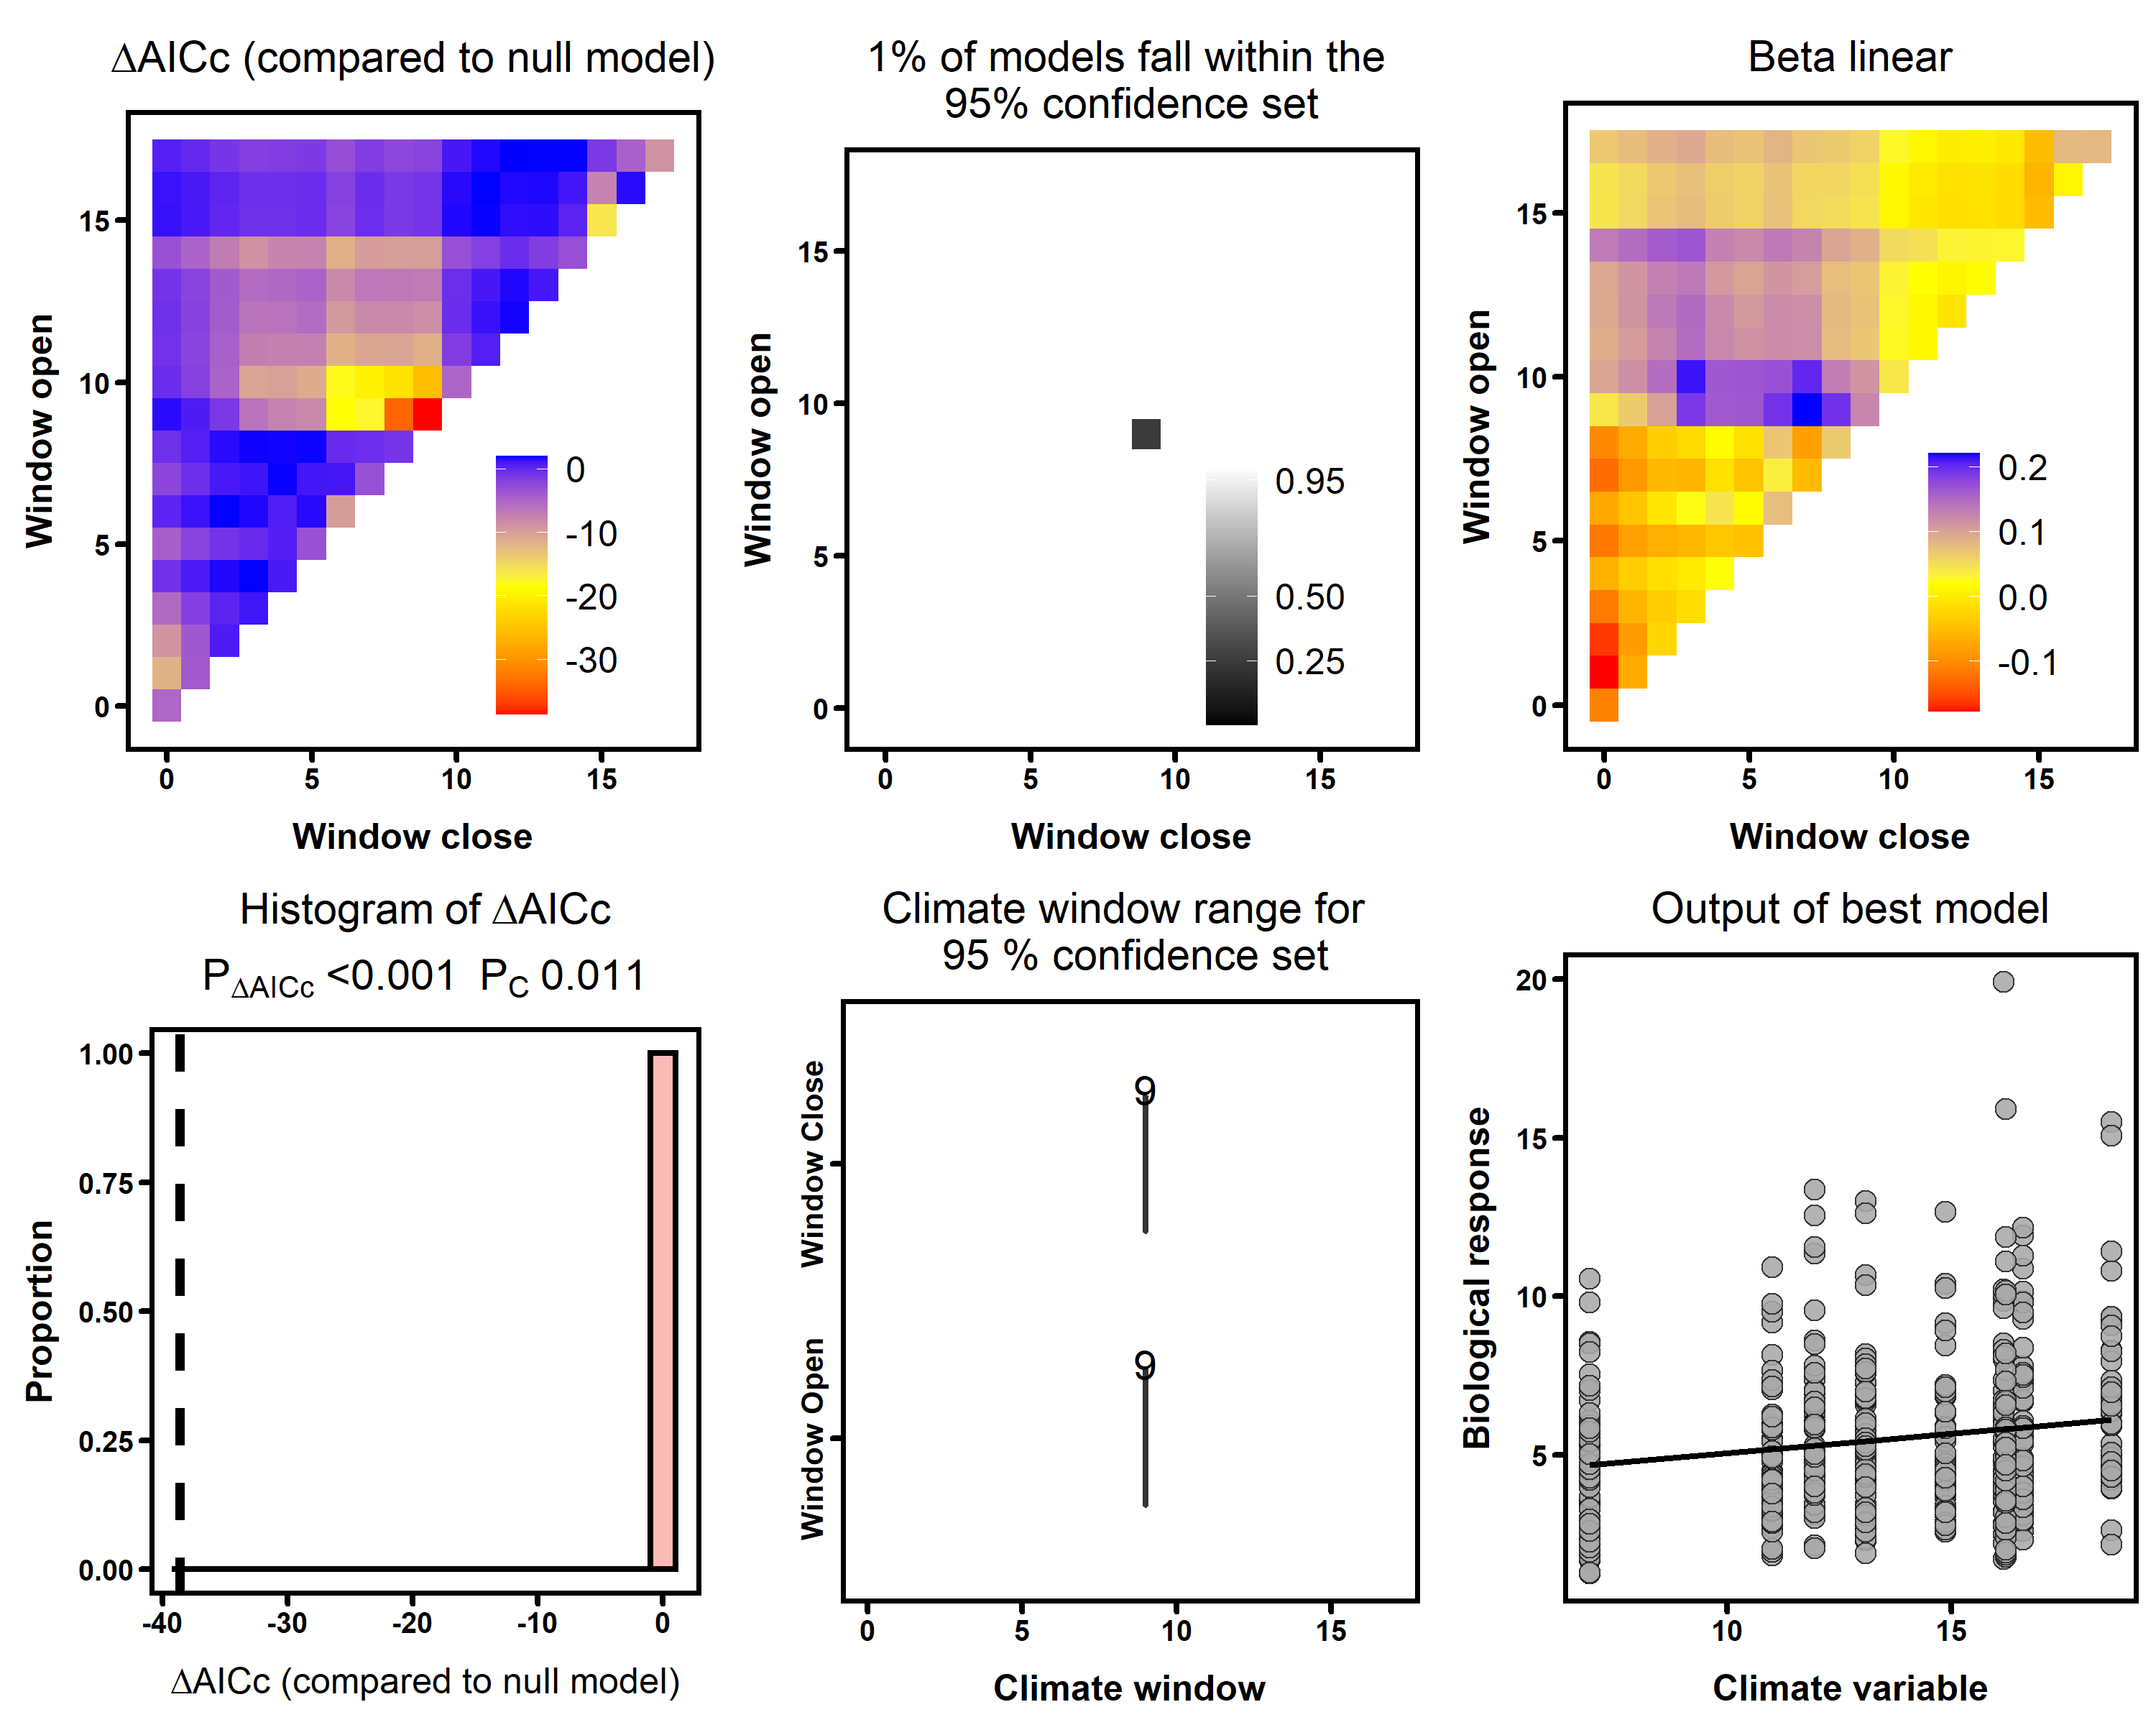 ΔAICc (compared to null model)
Window open
15
10
5
0
0
-10
-20
-30
0
5
10
15
Window close
1% of models fall within the
95% confidence set
Window open
15
10
5
0
0.95
0.50
0.25
0
5
10
15
Window close
Beta linear
Window open
15
10
5
0
0.2
0.1
0.0
-0.1
0
5
10
15
Window close
Histogram of ΔAICc
PΔAICc <0.001 PC 0.011
Proportion
1.00
0.75
0.50
0.25
0.00
-40
-30
-20
-10
0
ΔAICc (compared to null model)
Climate window range for
95 % confidence set
Window Close
Window Open
9
9
0
5
10
15
Climate window
Output of best model
Biological response
20
15
10
5
10
15
Climate variable